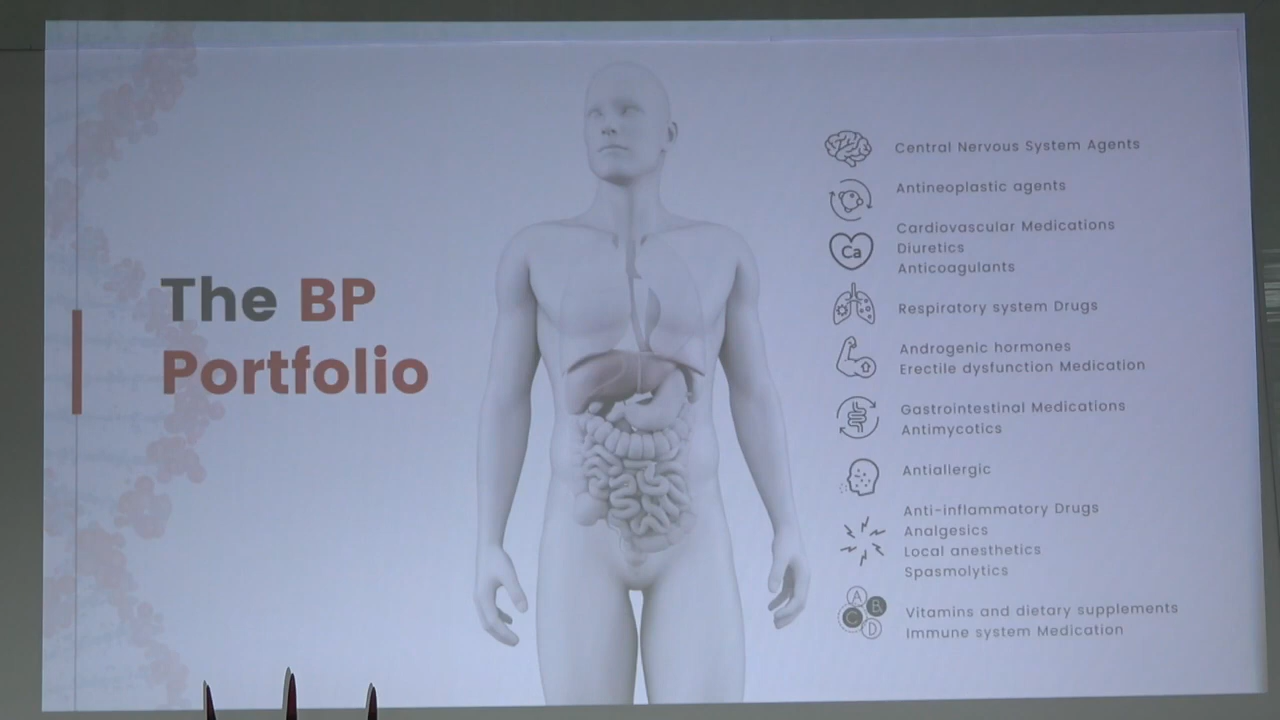 The BP
Portfolio
Central Nervous System Agents
Antineoplastic agents
Cardiovascular Medications
Diuretics
Anticoagulants
Ca
Respiratory system Drugs
Androgenic hormones
Erectile dysfunction Medication
Gastrointestinal Medications
Antimycotics
Antiallergic
Anti-inflammatory Drugs
Analgesics
Local anesthetics
Spasmolytics
A
B
C
D
Vitamins and dietary supplements
Immune system Medication